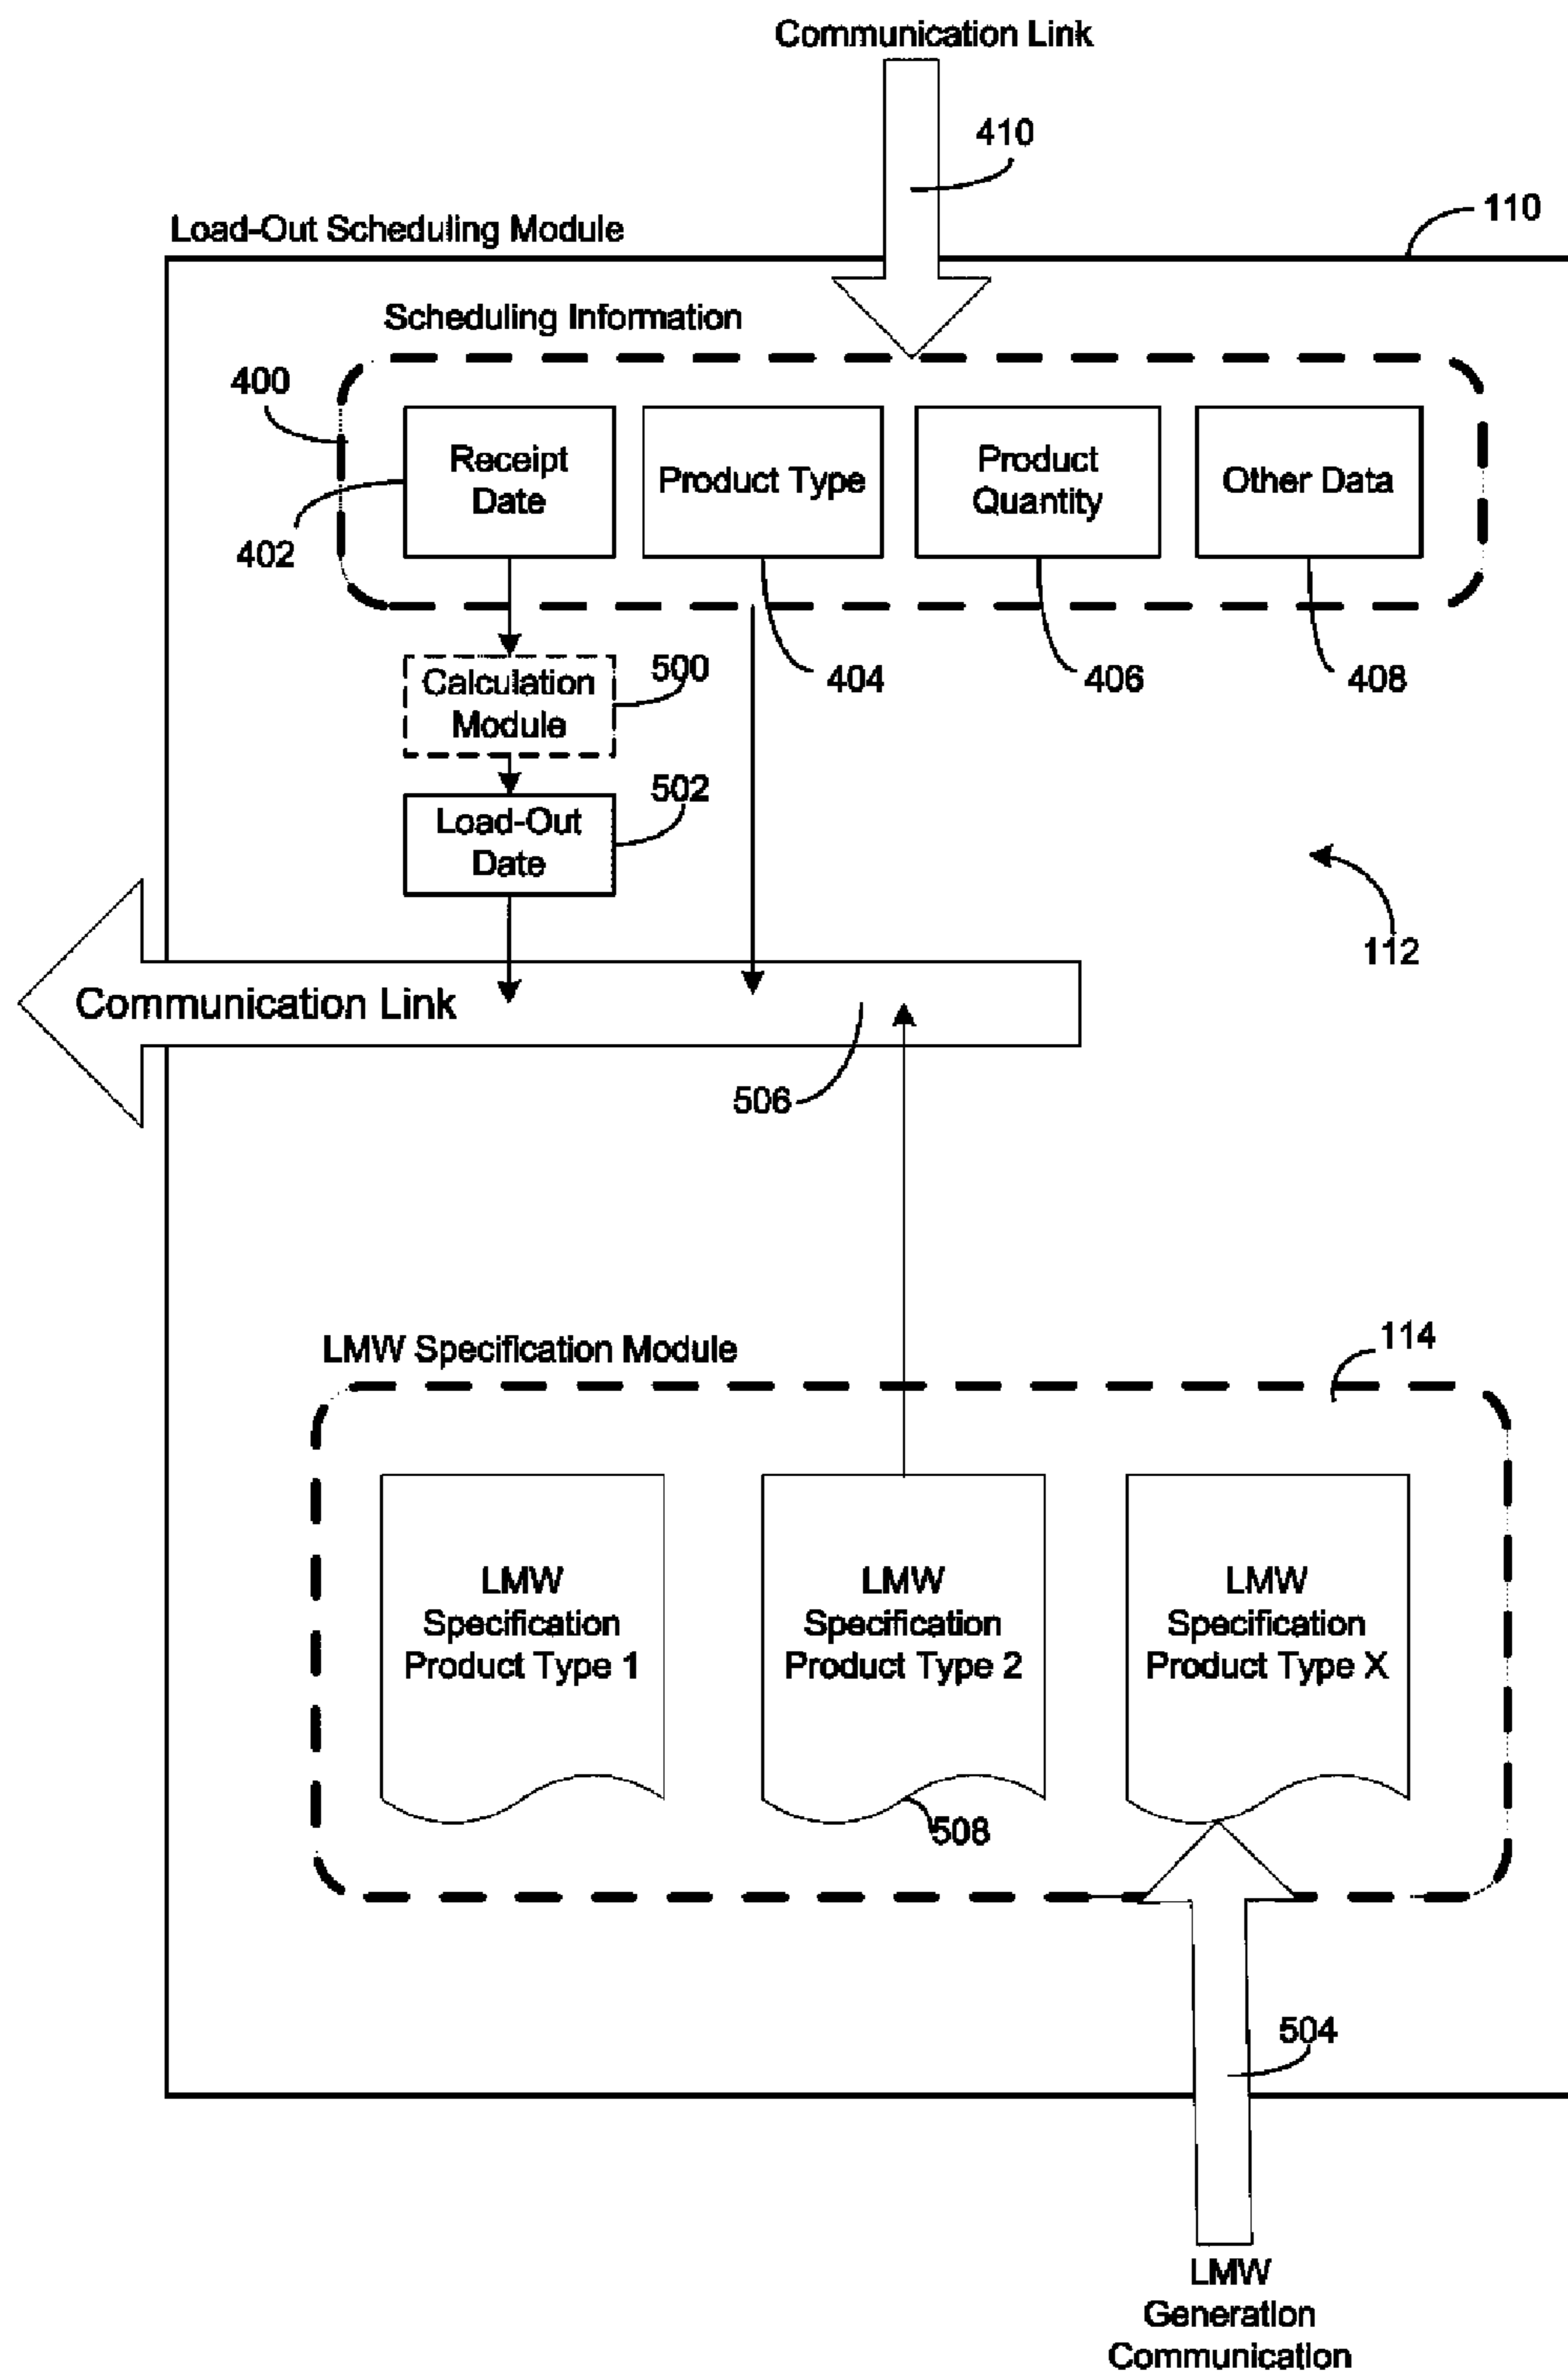 Communication Link
410
Load-Out Scheduling Module
110
Scheduling Information
400
Receipt
Date
Product Type
Product
Quantity
Other Data
402
404
406
408
Calculation
Module
500
Load-Out
Date
502
112
Communication Link
506
LMW Specification Module
114
LMW
Specification
Product Type 1
LMW
Specification
Product Type 2
LMW
Specification
Product Type X
508
504
LMW
Generation
Communication